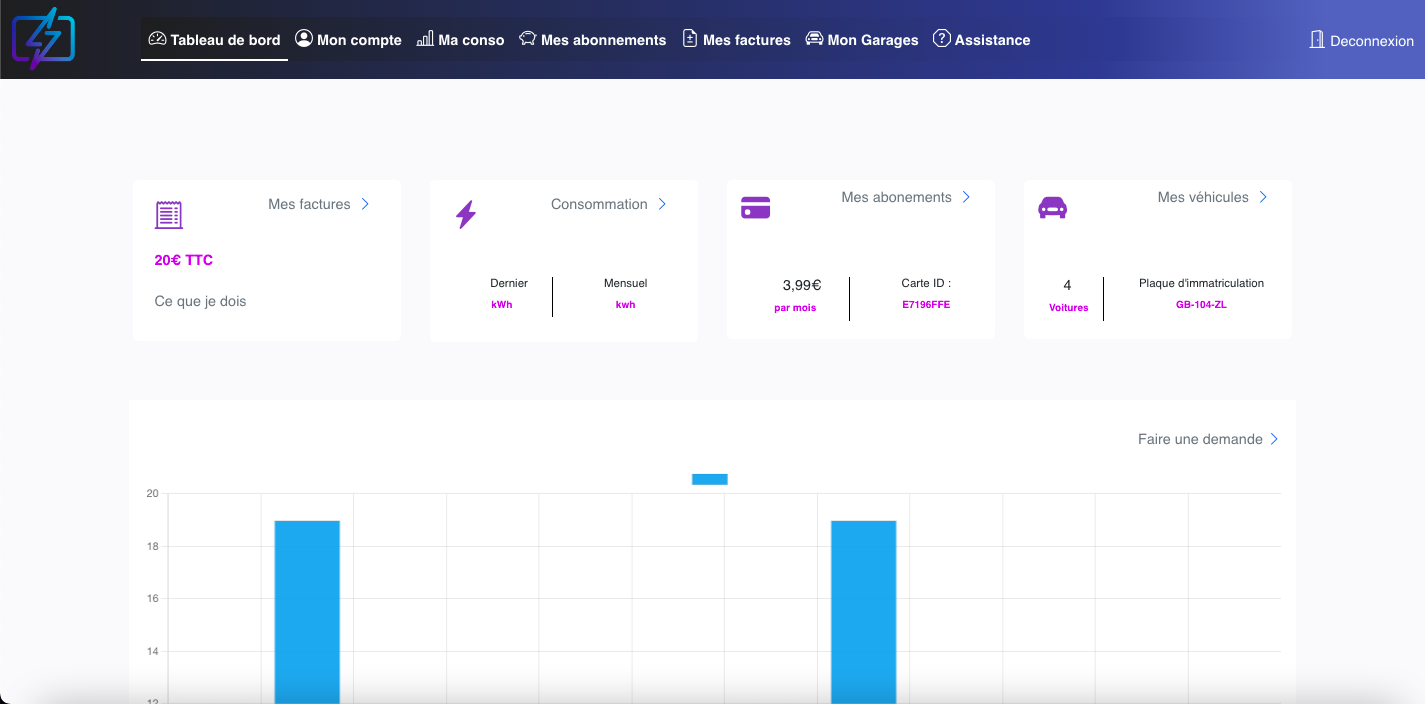 Tableau de bord Mon compte Ma conso Mes abonnements Mes factures Mon Garages Assistance Deconnexion
Mes factures
20€ TTC
Ce que je dois
Consommation
Dernier
kWh
Mensuel
kwh
Mes abonements
3,99€
par mois
Carte ID :
E7196FFE
Mes véhicules
4
Voitures
Plaque d'immatriculation
GB-104-ZL
Faire une demande
20
18
16
14
12